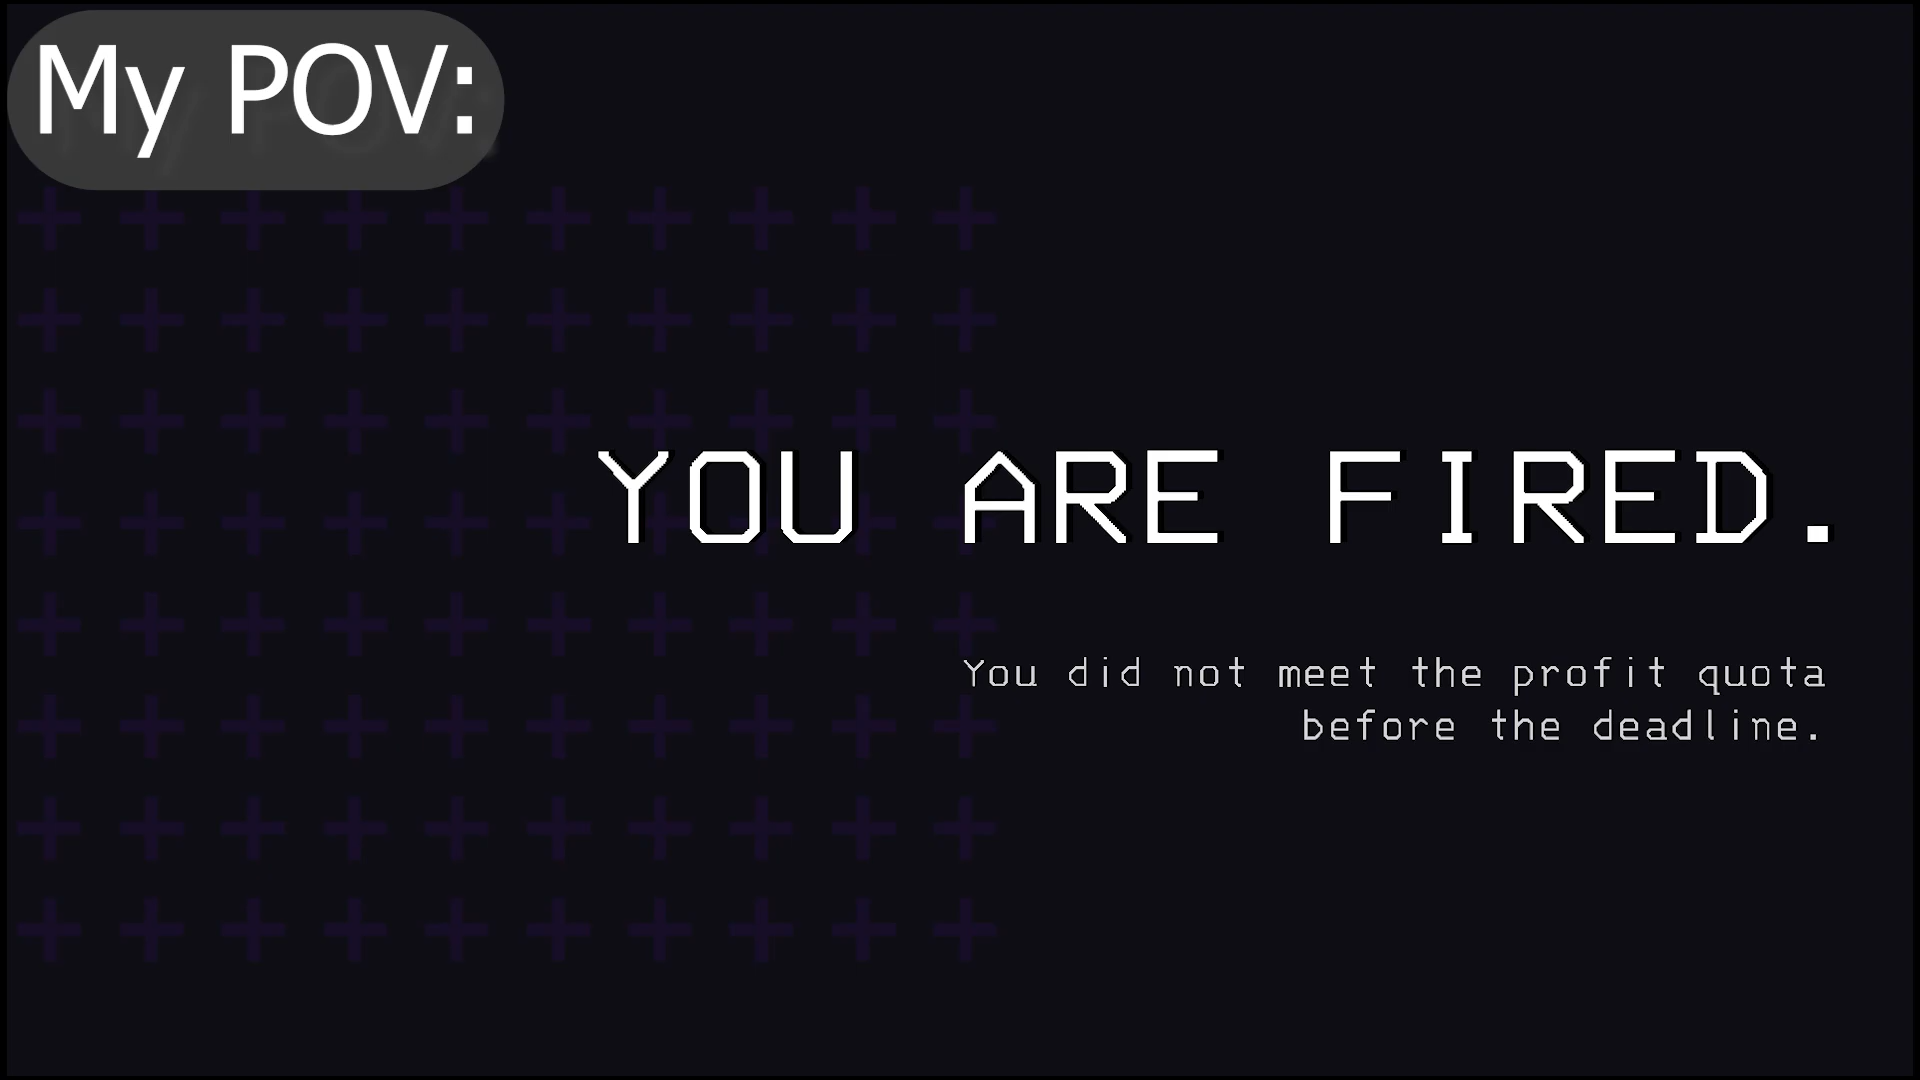 My POV:
YOU ARE FIRED.
You did not meet the profit quota
before the deadline.